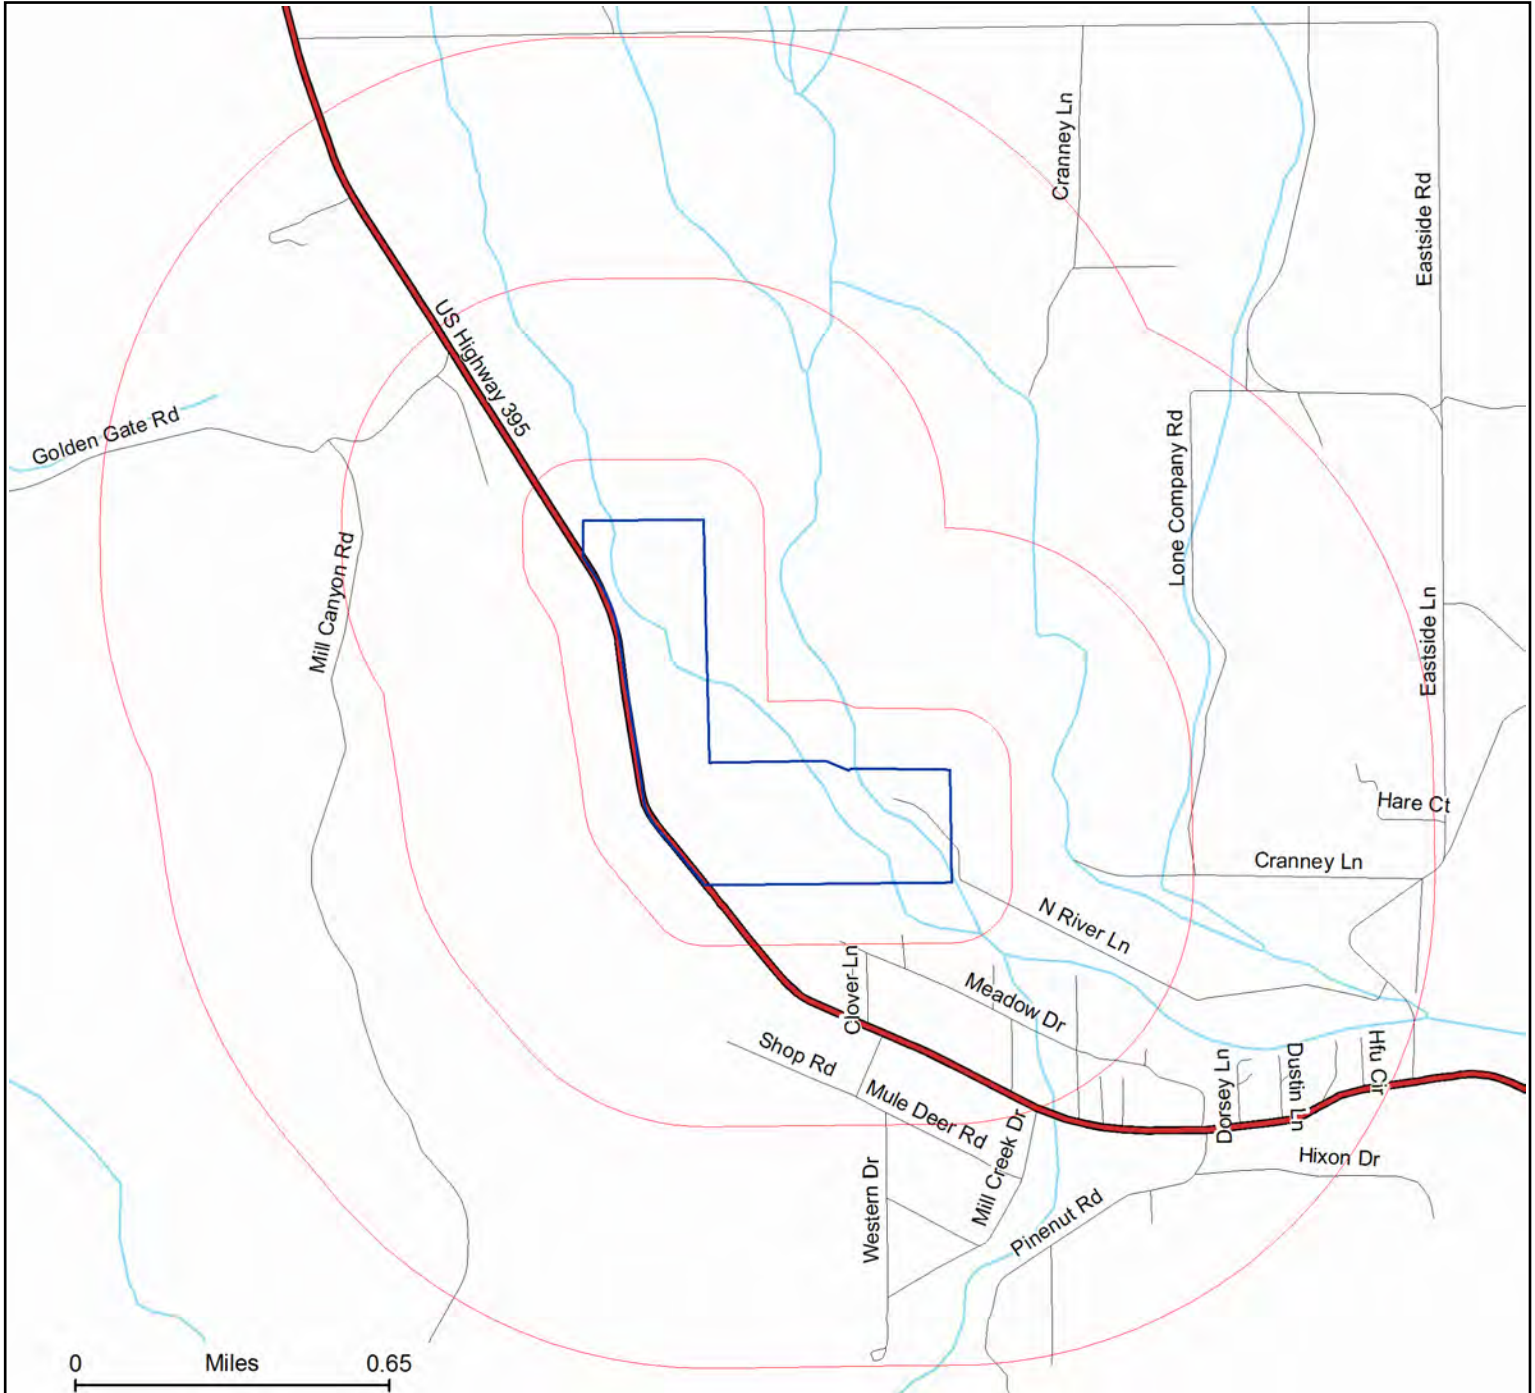 Cranney Ln
Eastside Rd
US Highway 395
Golden Gate Rd
Lone Company Rd
Mill Canyon Rd
Eastside Ln
Hare Ct
Cranney Ln
N River Ln
Clover Ln
Meadow Dr
Shop Rd
Mule Deer Rd
Mill Creek Dr
Dorsey Ln
Dustin Ln
Hfu Cir
Hixon Dr
Western Dr
Pinenut Rd
0 Miles 0.65